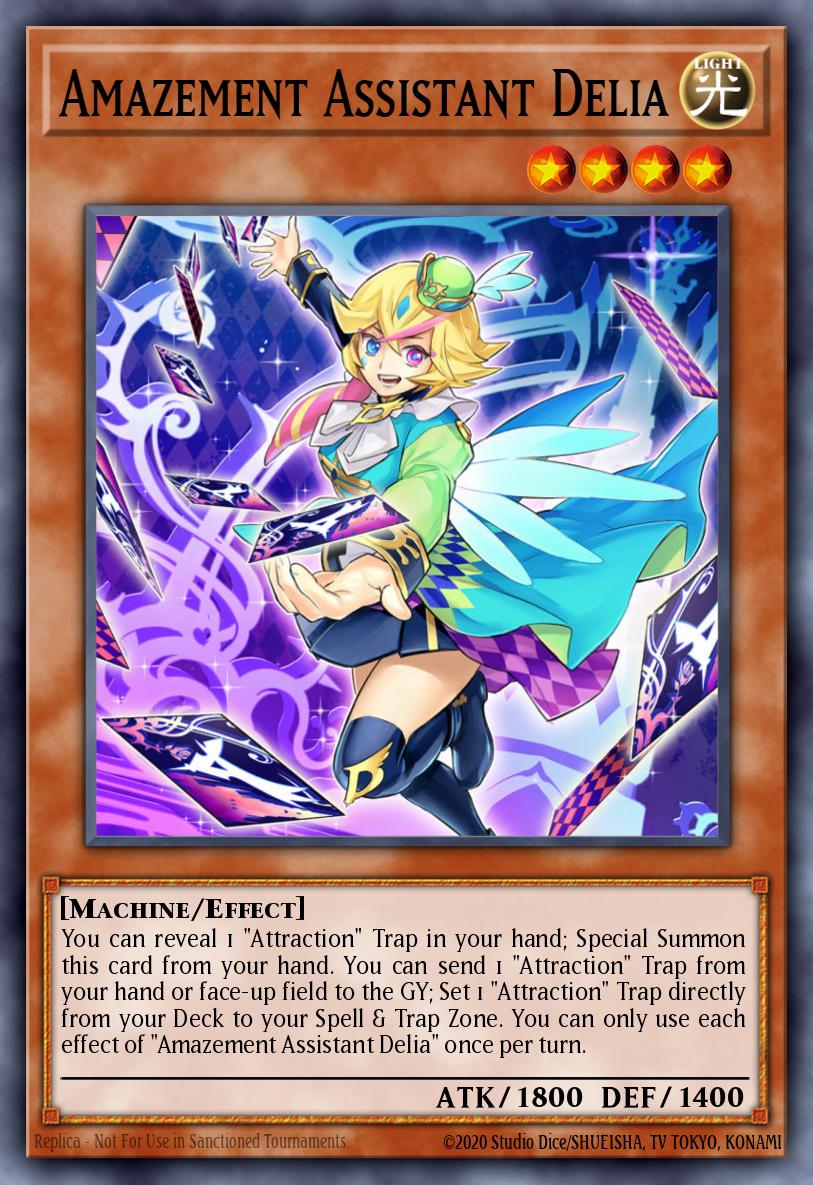 Amazement Assistant Delia
LIGHT
光
D
[Machine/Effect]
You can reveal 1 "Attraction" Trap in your hand; Special Summon
this card from your hand. You can send 1 "Attraction" Trap from
your hand or face-up field to the GY; Set 1 "Attraction" Trap directly
from your Deck to your Spell & Trap Zone. You can only use each
effect of "Amazement Assistant Delia" once per turn.
ATK/1800 DEF/1400
Replica - Not For Use in Sanctioned Tournaments.
©2020 Studio Dice/SHUEISHA, TV TOKYO, KONAMI